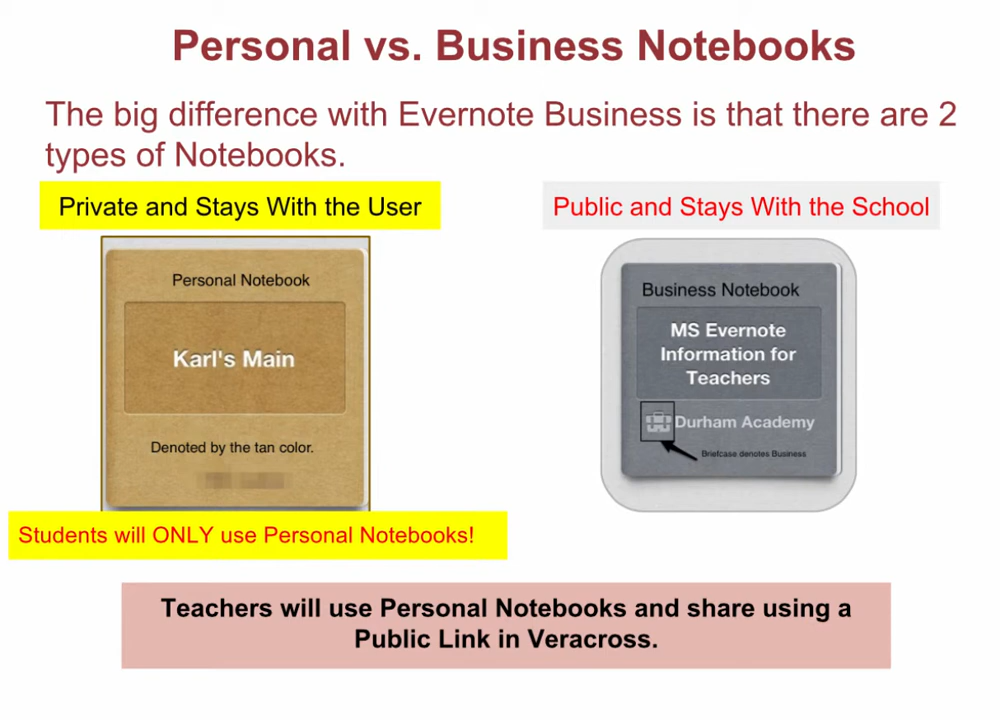 Personal vs. Business Notebooks
The big difference with Evernote Business is that there are 2
types of Notebooks.
Private and Stays With the User
Public and Stays With the School
Personal Notebook
Karl's Main
Denoted by the tan color.
Business Notebook
MS Evernote
Information for
Teachers
Durham Academy
Briefcase denotes Business
Students will ONLY use Personal Notebooks!
Teachers will use Personal Notebooks and share using a
Public Link in Veracross.